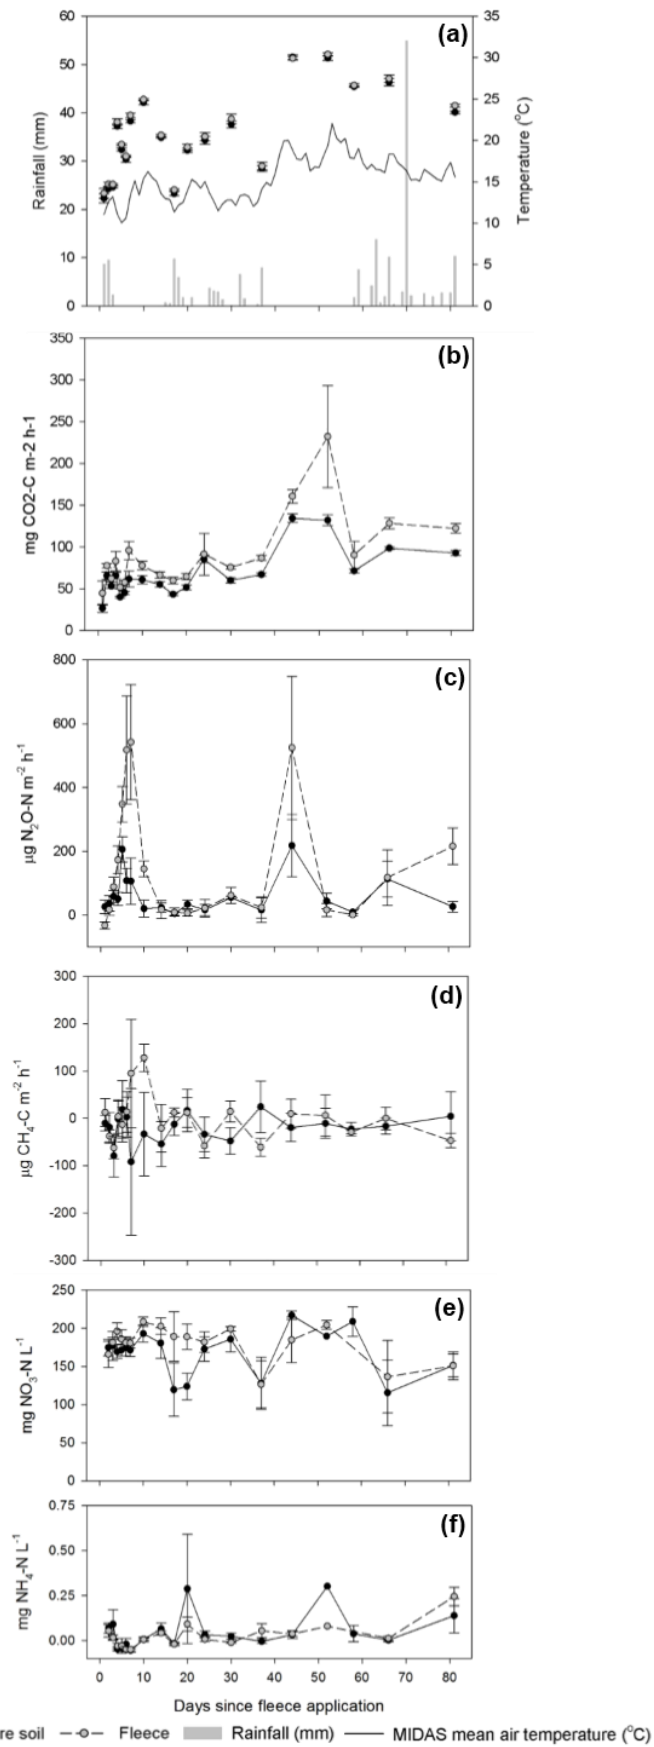 (a)
60
50
40
30
20
10
0
Rainfall (mm)
35
30
25
20
15
10
5
0
Temperature (°C)
(b)
350
300
250
200
150
100
50
0
mg CO2-C m-2 h-1
(c)
800
600
400
200
0
µg N₂O-N m⁻² h⁻¹
(d)
300
200
100
0
-100
-200
-300
µg CH₄-C m⁻² h⁻¹
(e)
250
200
150
100
50
0
mg NO₃-N L⁻¹
(f)
0.75
0.50
0.25
0.00
mg NH₄-N L⁻¹
0 10 20 30 40 50 60 70 80
Days since fleece application
re soil Fleece Rainfall (mm) MIDAS mean air temperature (°C)